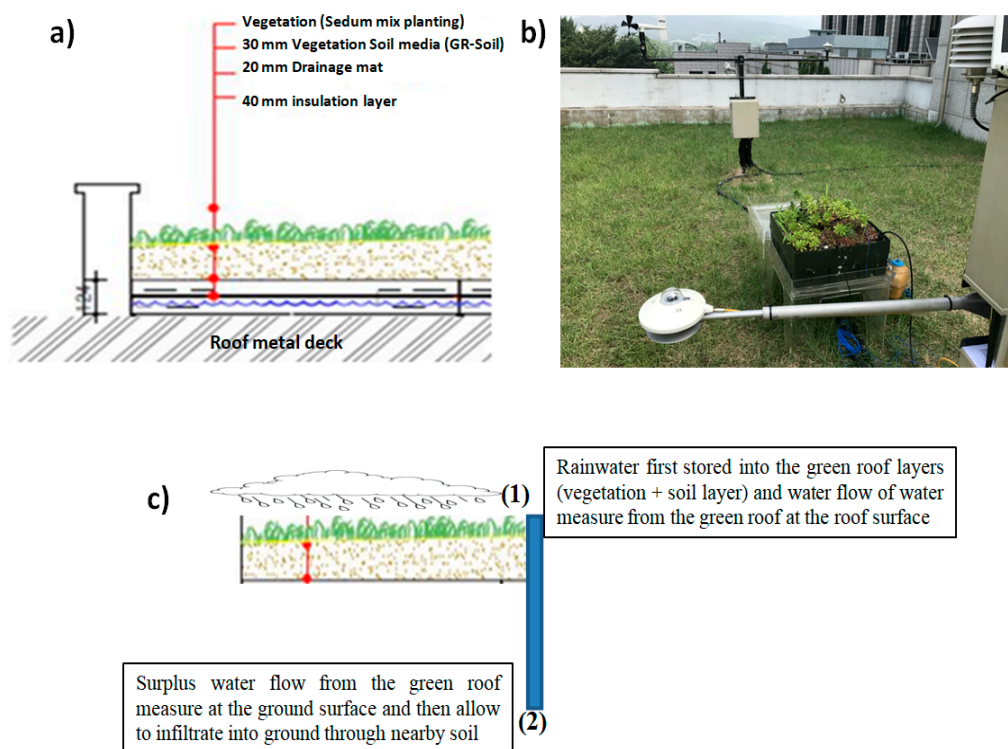 a)
Vegetation (Sedum mix planting)
30 mm Vegetation Soil media (GR-Soil)
20 mm Drainage mat
40 mm insulation layer
124
Roof metal deck
b)
c)
(1)
Rainwater first stored into the green roof layers
(vegetation + soil layer) and water flow of water
measure from the green roof at the roof surface
Surplus water flow from the green roof
measure at the ground surface and then allow
to infiltrate into ground through nearby soil
(2)